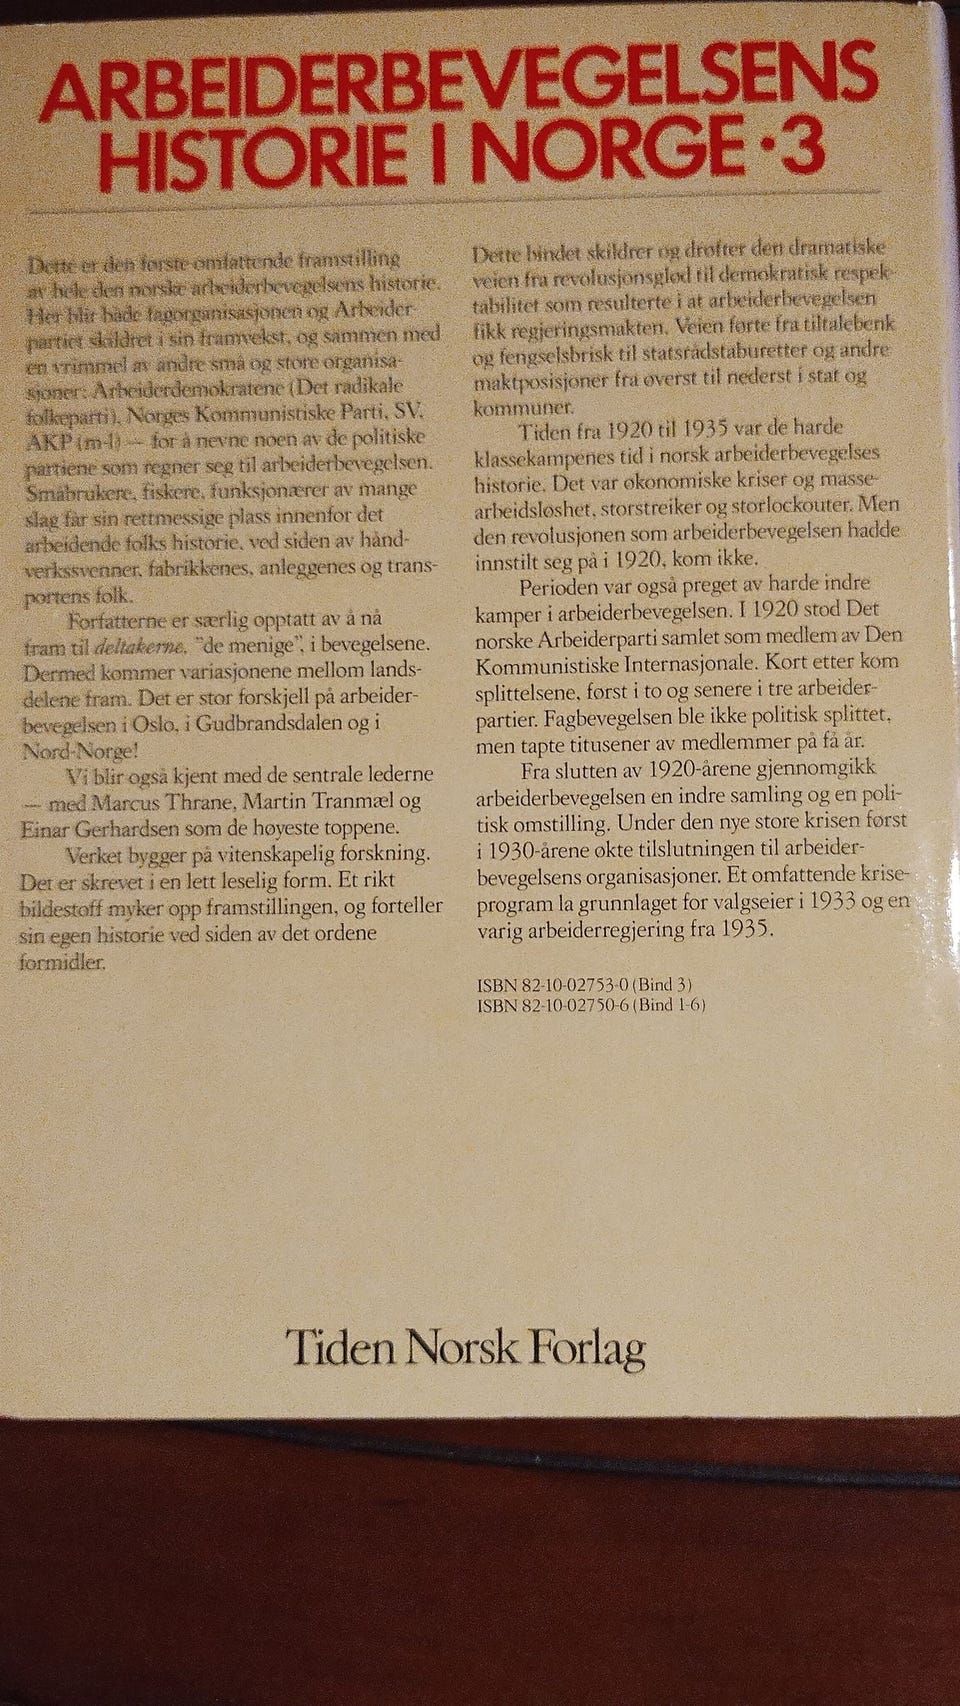 ARBEIDERBEVEGELSENS
HISTORIE I NORGE·3
Dette er den første omfattende framstilling
av hele den norske arbeiderbevegelsens historie.
Her blir både fagorganisasjonen og Arbeider-
partiet skildret i sin framvekst, og sammen med
en vrimmel av andre små og store organisa-
sjoner: Arbeiderdemokratene (Det radikale
folkeparti), Norges Kommunistiske Parti, SV,
AKP (m-l) — for å nevne noen av de politiske
partiene som regner seg til arbeiderbevegelsen.
Småbrukere, fiskere, funksjonærer av mange
slag får sin rettmessige plass innenfor det
arbeidende folks historie, ved siden av hånd-
verkssvenner, fabrikkenes, anleggenes og trans-
portens folk.
Forfatterne er særlig opptatt av å nå
fram til deltakerne, "de menige", i bevegelsene.
Dermed kommer variasjonene mellom lands-
delene fram. Det er stor forskjell på arbeider-
bevegelsen i Oslo, i Gudbrandsdalen og i
Nord-Norge!
Vi blir også kjent med de sentrale lederne
— med Marcus Thrane, Martin Tranmæl og
Einar Gerhardsen som de høyeste toppene.
Verket bygger på vitenskapelig forskning.
Det er skrevet i en lett leselig form. Et rikt
bildestoff myker opp framstillingen, og forteller
sin egen historie ved siden av det ordene
formidler.
Dette bindet skildrer og drøfter den dramatiske
veien fra revolusjonsglød til demokratisk respek-
tabilitet som resulterte i at arbeiderbevegelsen
fikk regjeringsmakten. Veien førte fra tiltalebenk
og fengselsbrisk til statsrådstaburetter og andre
maktposisjoner fra øverst til nederst i stat og
kommuner.
Tiden fra 1920 til 1935 var de harde
klassekampenes tid i norsk arbeiderbevegelses
historie. Det var økonomiske kriser og masse-
arbeidsløshet, storstreiker og storlockouter. Men
den revolusjonen som arbeiderbevegelsen hadde
innstilt seg på i 1920, kom ikke.
Perioden var også preget av harde indre
kamper i arbeiderbevegelsen. I 1920 stod Det
norske Arbeiderparti samlet som medlem av Den
Kommunistiske Internasjonale. Kort etter kom
splittelsene, først i to og senere i tre arbeider-
partier. Fagbevegelsen ble ikke politisk splittet,
men tapte titusener av medlemmer på få år.
Fra slutten av 1920-årene gjennomgikk
arbeiderbevegelsen en indre samling og en poli-
tisk omstilling. Under den nye store krisen først
i 1930-årene økte tilslutningen til arbeider-
bevegelsens organisasjoner. Et omfattende krise-
program la grunnlaget for valgseier i 1933 og en
varig arbeiderregjering fra 1935.
ISBN 82-10-02753-0 (Bind 3)
ISBN 82-10-02750-6 (Bind 1-6)
Tiden Norsk Forlag